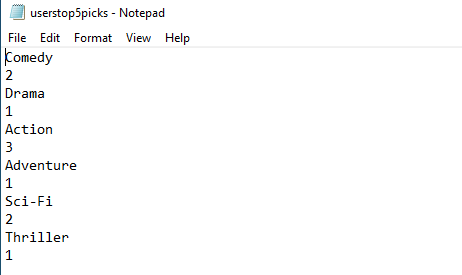 userstop5picks - Notepad
File Edit Format View Help
Comedy
2
Drama
1
Action
3
Adventure
1
Sci-Fi
2
Thriller
1